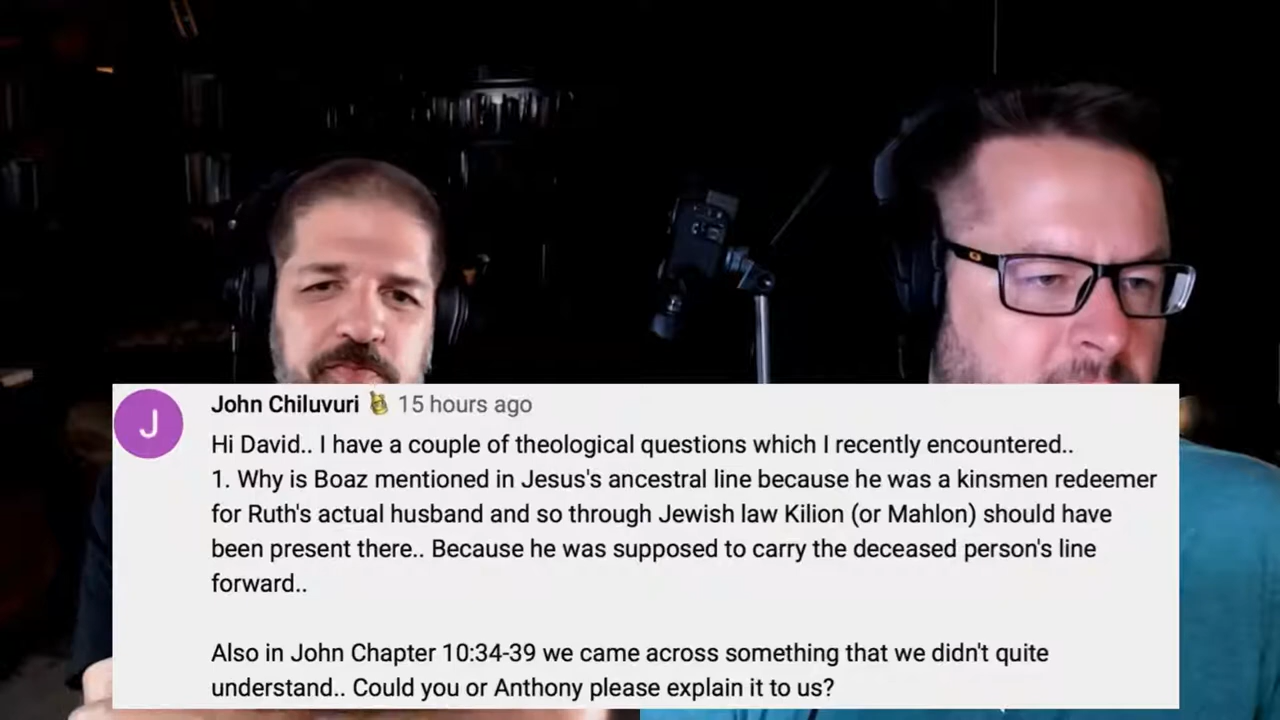 J
John Chiluvuri 15 hours ago
Hi David.. I have a couple of theological questions which I recently encountered..
1. Why is Boaz mentioned in Jesus's ancestral line because he was a kinsmen redeemer
for Ruth's actual husband and so through Jewish law Kilion (or Mahlon) should have
been present there.. Because he was supposed to carry the deceased person's line
forward..
Also in John Chapter 10:34-39 we came across something that we didn't quite
understand.. Could you or Anthony please explain it to us?